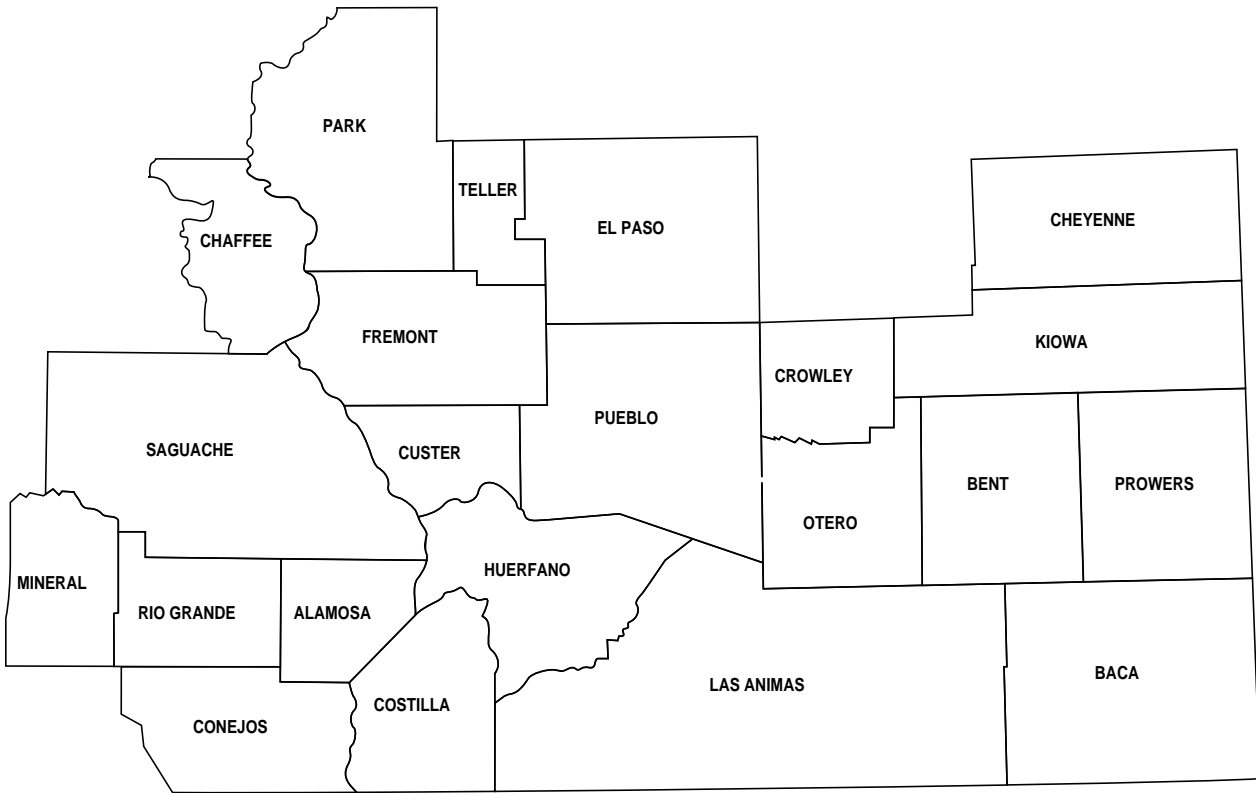 PARK
TELLER
CHEYENNE
EL PASO
CHAFFEE
FREMONT
KIOWA
CROWLEY
PUEBLO
SAGUACHE
CUSTER
BENT
PROWERS
OTERO
HUERFANO
MINERAL
RIO GRANDE
ALAMOSA
BACA
LAS ANIMAS
COSTILLA
CONEJOS